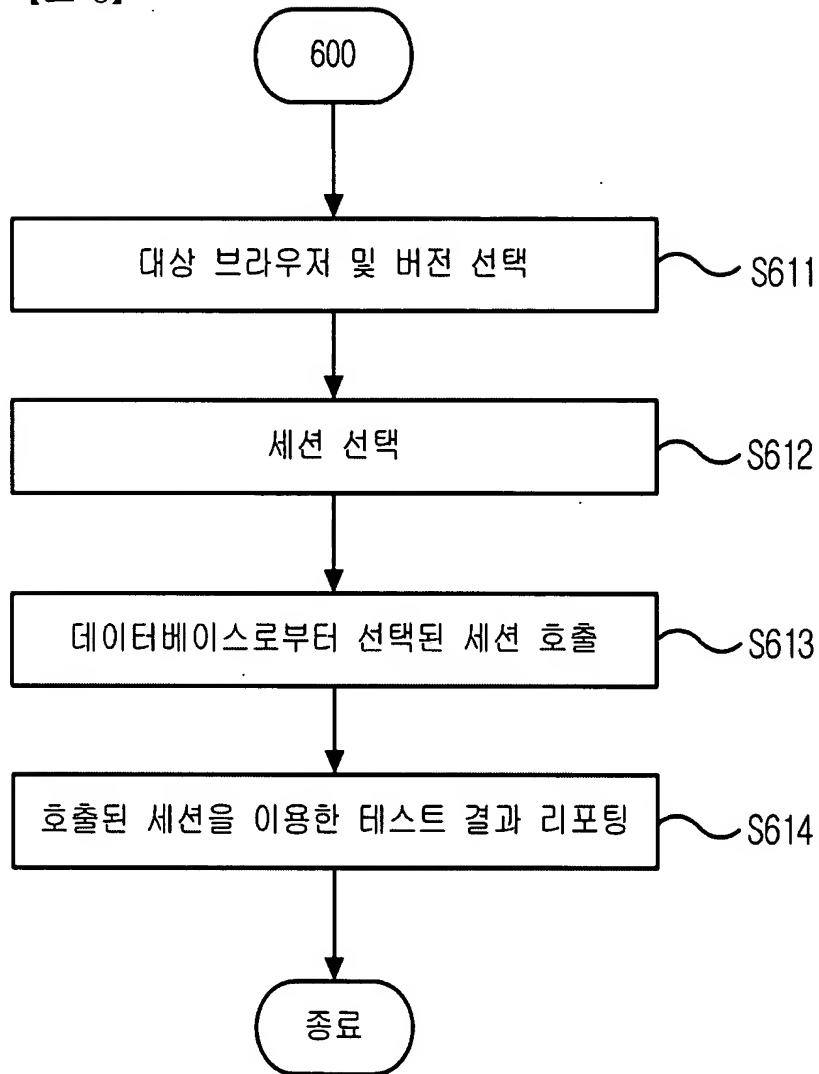 600
대상 브라우저 및 버전 선택
S611
세션 선택
S612
데이터베이스로부터 선택된 세션 호출
S613
호출된 세션을 이용한 테스트 결과 리포팅
S614
종료